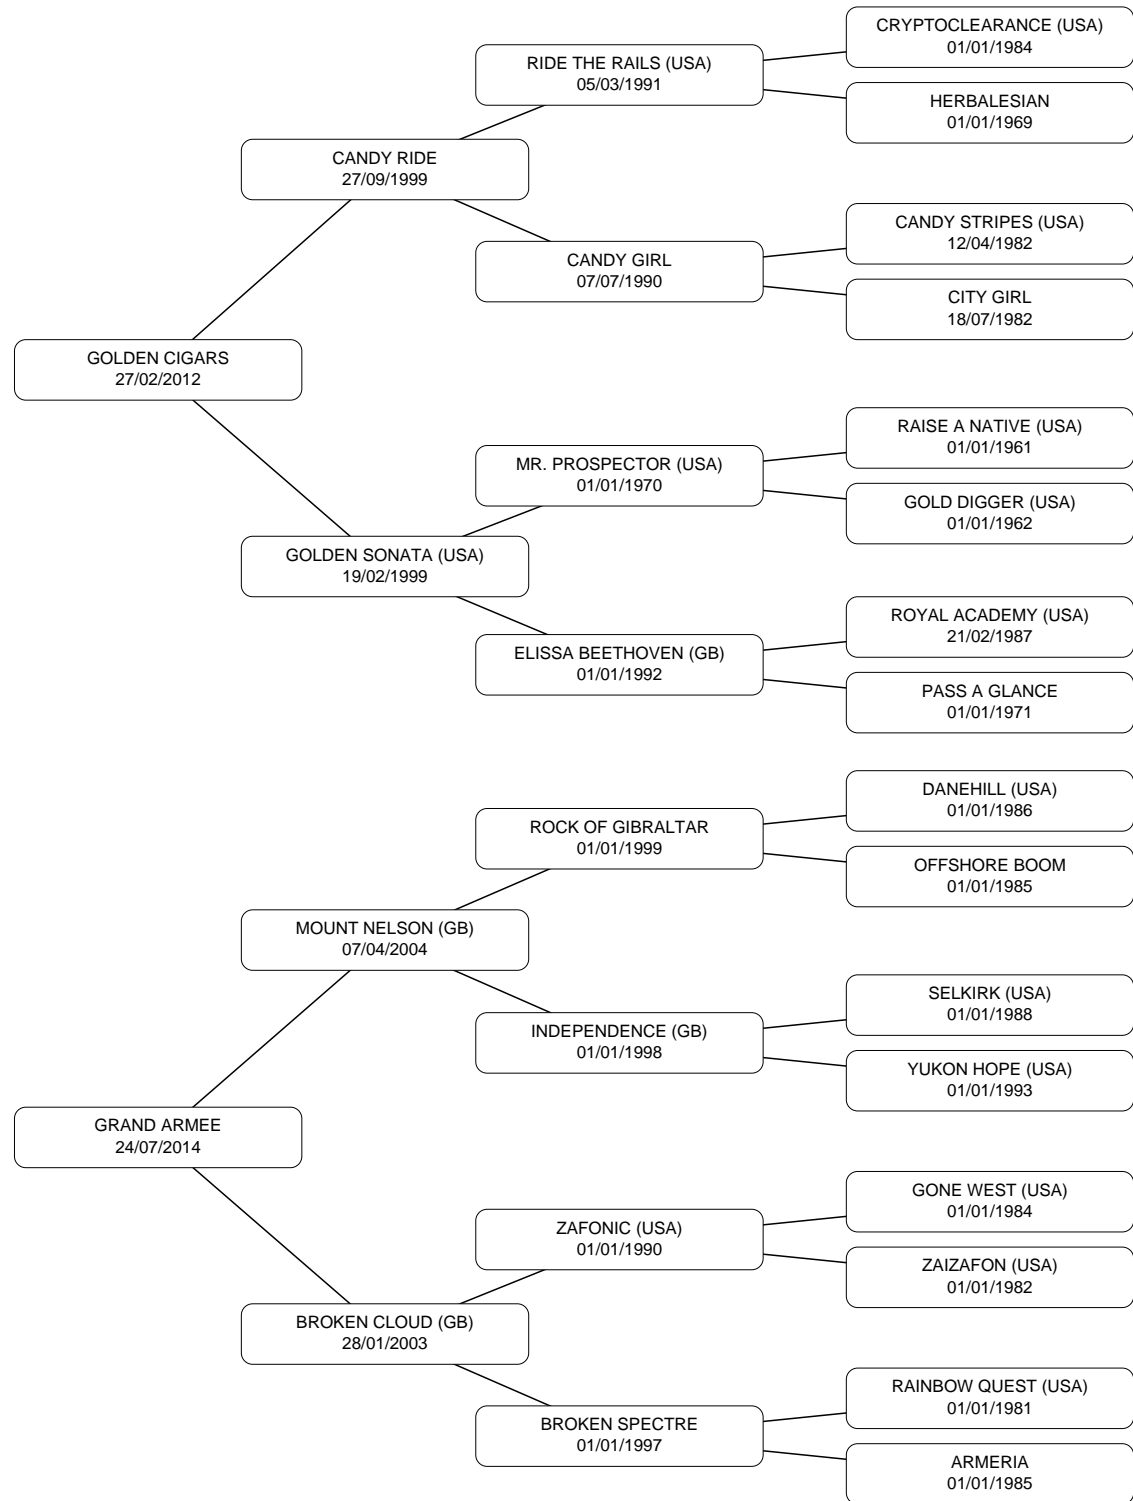 CRYPTOCLEARANCE (USA)
01/01/1984
RIDE THE RAILS (USA)
05/03/1991
HERBALESIAN
01/01/1969
CANDY RIDE
27/09/1999
CANDY STRIPES (USA)
12/04/1982
CANDY GIRL
07/07/1990
CITY GIRL
18/07/1982
GOLDEN CIGARS
27/02/2012
RAISE A NATIVE (USA)
01/01/1961
MR. PROSPECTOR (USA)
01/01/1970
GOLD DIGGER (USA)
01/01/1962
GOLDEN SONATA (USA)
19/02/1999
ROYAL ACADEMY (USA)
21/02/1987
ELISSA BEETHOVEN (GB)
01/01/1992
PASS A GLANCE
01/01/1971
DANEHILL (USA)
01/01/1986
ROCK OF GIBRALTAR
01/01/1999
OFFSHORE BOOM
01/01/1985
MOUNT NELSON (GB)
07/04/2004
SELKIRK (USA)
01/01/1988
INDEPENDENCE (GB)
01/01/1998
YUKON HOPE (USA)
01/01/1993
GRAND ARMEE
24/07/2014
GONE WEST (USA)
01/01/1984
ZAFONIC (USA)
01/01/1990
ZAIZAFON (USA)
01/01/1982
BROKEN CLOUD (GB)
28/01/2003
RAINBOW QUEST (USA)
01/01/1981
BROKEN SPECTRE
01/01/1997
ARMERIA
01/01/1985